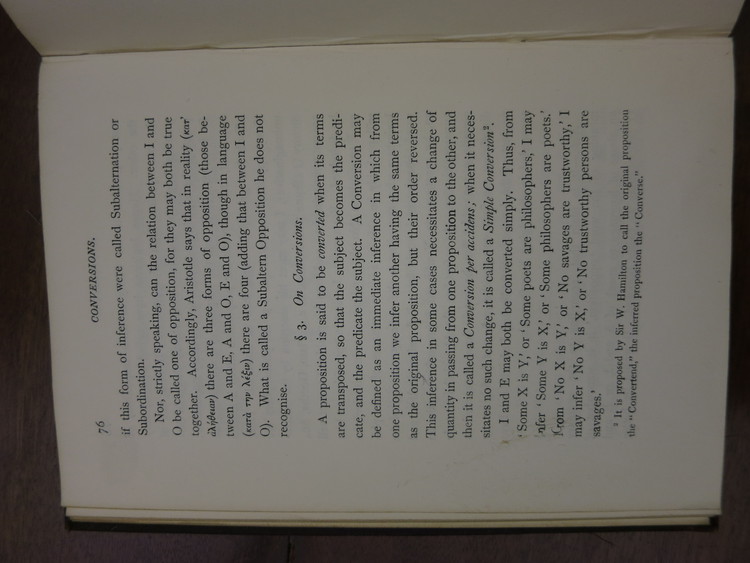 76
CONVERSIONS.
if this form of inference were called Subalternation or
Subordination.
Nor, strictly speaking, can the relation between I and
O be called one of opposition, for they may both be true
together. Accordingly, Aristotle says that in reality (κατ'
ἀλήθειαν) there are three forms of opposition (those be-
tween A and E, A and O, E and O), though in language
(κατὰ τὴν λέξιν) there are four (adding that between I and
O). What is called a Subaltern Opposition he does not
recognise.
§ 3. On Conversions.
A proposition is said to be converted when its terms
are transposed, so that the subject becomes the predi-
cate, and the predicate the subject. A Conversion may
be defined as an immediate inference in which from
one proposition we infer another having the same terms
as the original proposition, but their order reversed.
This inference in some cases necessitates a change of
quantity in passing from one proposition to the other, and
then it is called a Conversion per accidens; when it neces-
sitates no such change, it is called a Simple Conversion².
I and E may both be converted simply. Thus, from
'Some X is Y,' or 'Some poets are philosophers,' I may
infer 'Some Y is X,' or 'Some philosophers are poets.'
From 'No X is Y,' or 'No savages are trustworthy,' I
may infer 'No Y is X,' or 'No trustworthy persons are
savages.'
² It is proposed by Sir W. Hamilton to call the original proposition
the "Convertend," the inferred proposition the "Converse."